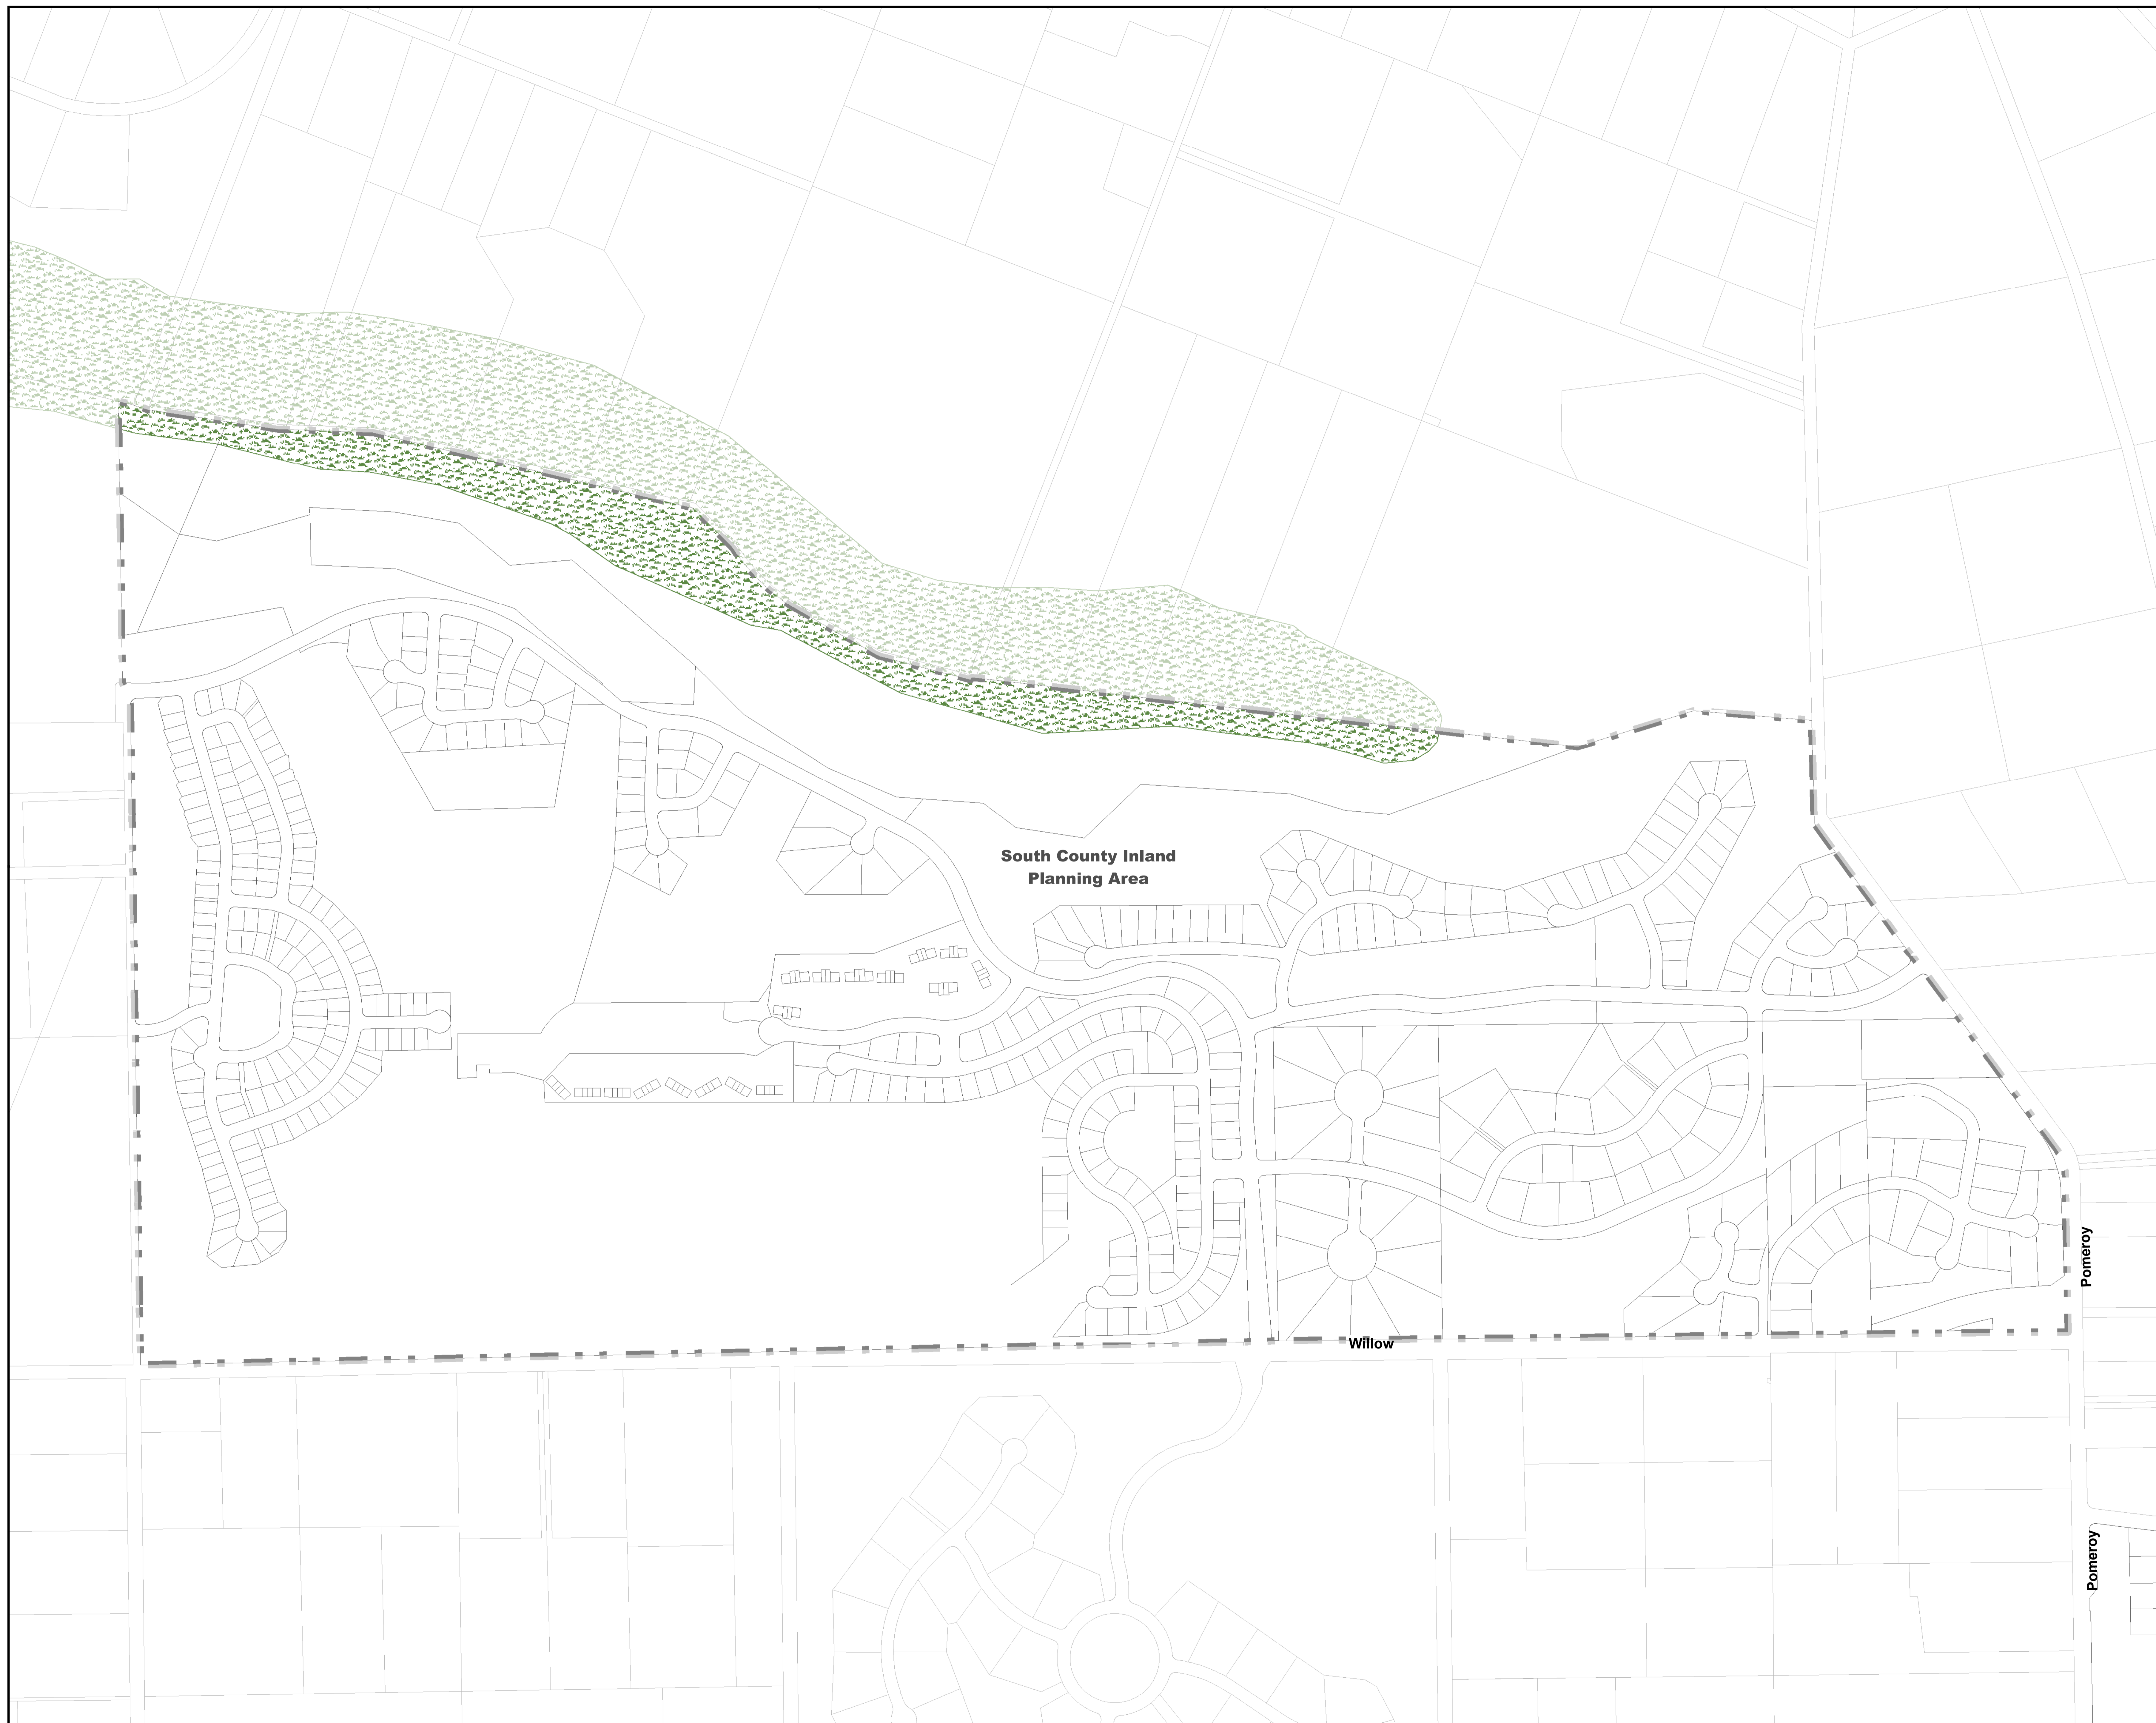 South County Inland
Planning Area
Pomeroy
Willow
Pomeroy